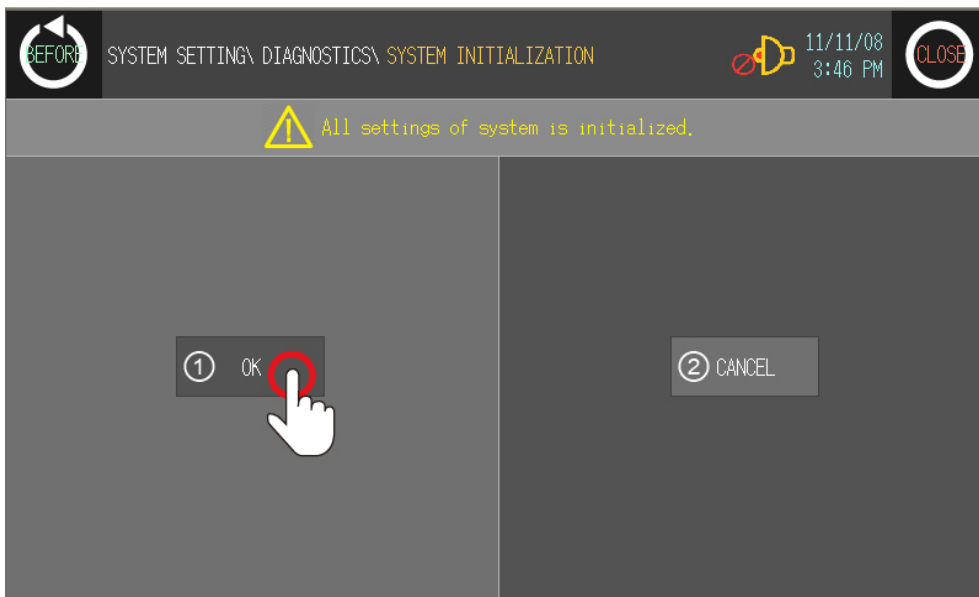 BEFORE
SYSTEM SETTING\ DIAGNOSTICS\ SYSTEM INITIALIZATION
11/11/08
3:46 PM
CLOSE
All settings of system is initialized.
① OK
② CANCEL